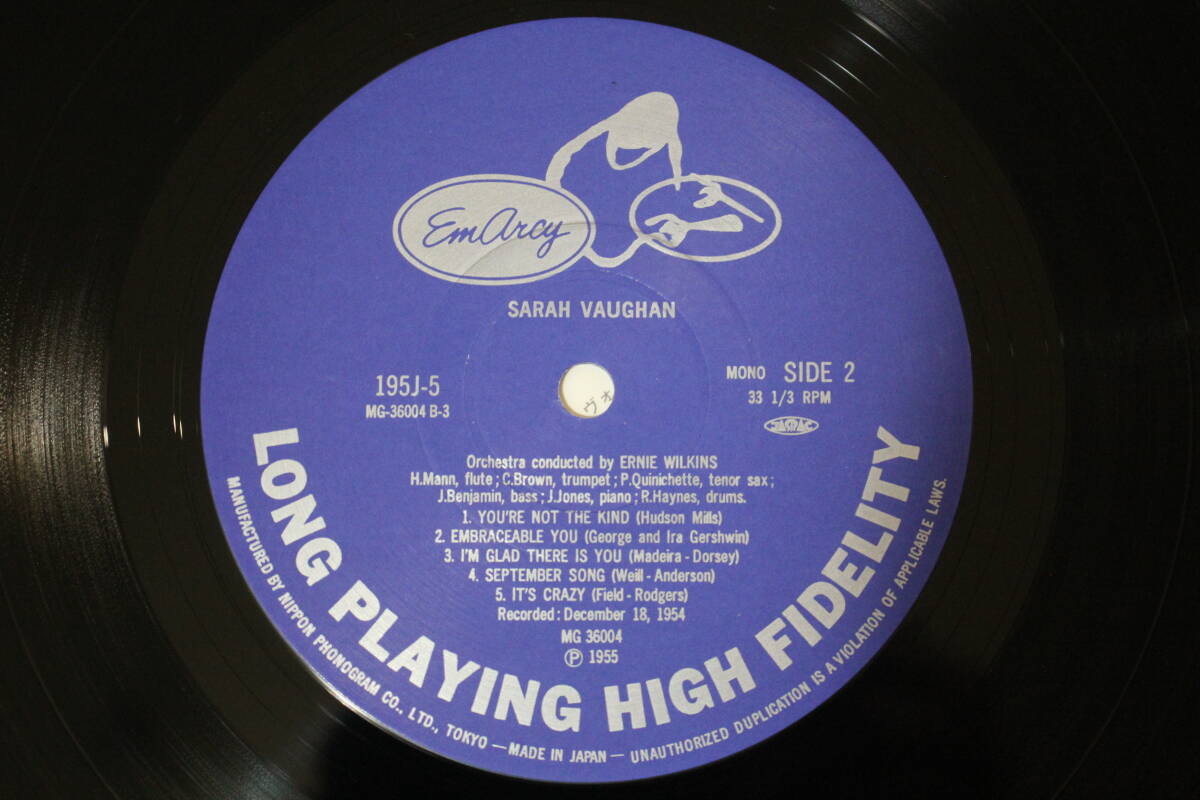 EmArcy
SARAH VAUGHAN
195J-5
MG-36004 B-3
MONO SIDE 2
33 1/3 RPM
JASRAC
ヴォ
Orchestra conducted by ERNIE WILKINS
H.Mann, flute ; C.Brown, trumpet ; P.Quinichette, tenor sax ;
J.Benjamin, bass ; J.Jones, piano ; R.Haynes, drums.
1. YOU'RE NOT THE KIND (Hudson Mills)
2. EMBRACEABLE YOU (George and Ira Gershwin)
3. I'M GLAD THERE IS YOU (Madeira - Dorsey)
4. SEPTEMBER SONG (Weill - Anderson)
5. IT'S CRAZY (Field - Rodgers)
Recorded : December 18, 1954
MG 36004
Ⓟ 1955
LONG PLAYING HIGH FIDELITY
MANUFACTURED BY NIPPON PHONOGRAM CO., LTD., TOKYO — MADE IN JAPAN — UNAUTHORIZED DUPLICATION IS A VIOLATION OF APPLICABLE LAWS.